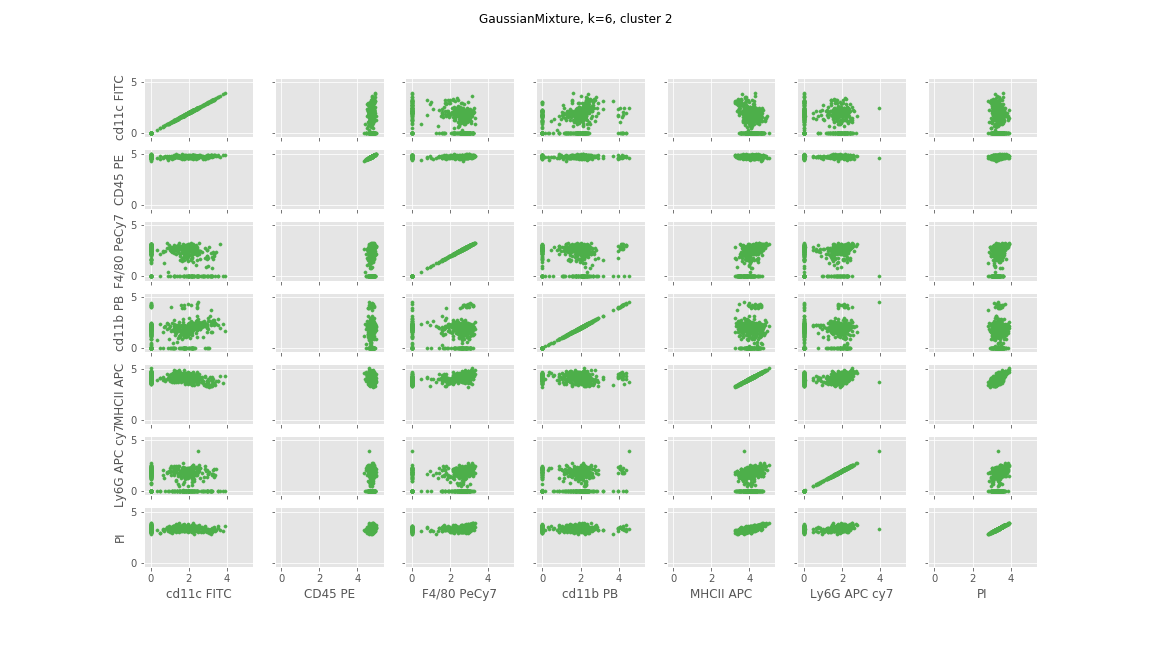 GaussianMixture, k=6, cluster 2
cd11c FITC
5
0
CD45 PE
5
0
F4/80 PeCy7
5
0
cd11b PB
5
0
MHCII APC
5
0
Ly6G APC cy7
5
0
PI
5
0
0 2 4 0 2 4 0 2 4 0 2 4 0 2 4 0 2 4 0 2 4
cd11c FITC CD45 PE F4/80 PeCy7 cd11b PB MHCII APC Ly6G APC cy7 PI